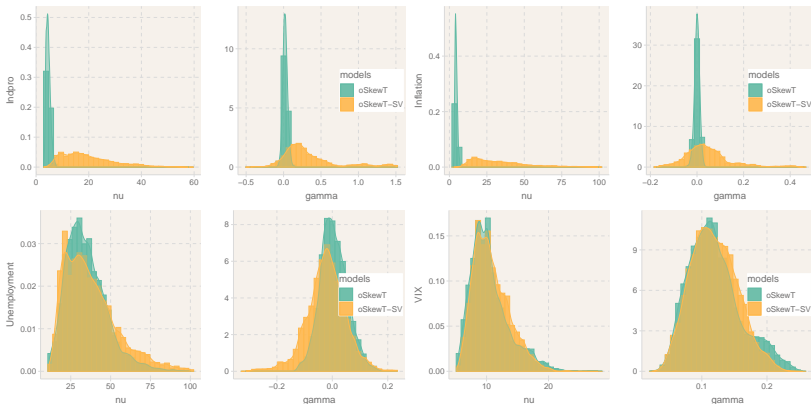 Indpro
0.5
0.4
0.3
0.2
0.1
0.0
0 20 40 60
nu
10
5
0
−0.5 0.0 0.5 1.0 1.5
gamma
models
oSkewT
oSkewT−SV
Inflation
0.4
0.2
0.0
0 25 50 75 100
nu
30
20
10
0
−0.2 0.0 0.2 0.4
gamma
models
oSkewT
oSkewT−SV
Unemployment
0.03
0.02
0.01
0.00
25 50 75 100
nu
8
6
4
2
0
−0.2 0.0 0.2
gamma
models
oSkewT
oSkewT−SV
VIX
0.15
0.10
0.05
0.00
10 20
nu
9
6
3
0
0.1 0.2
gamma
models
oSkewT
oSkewT−SV